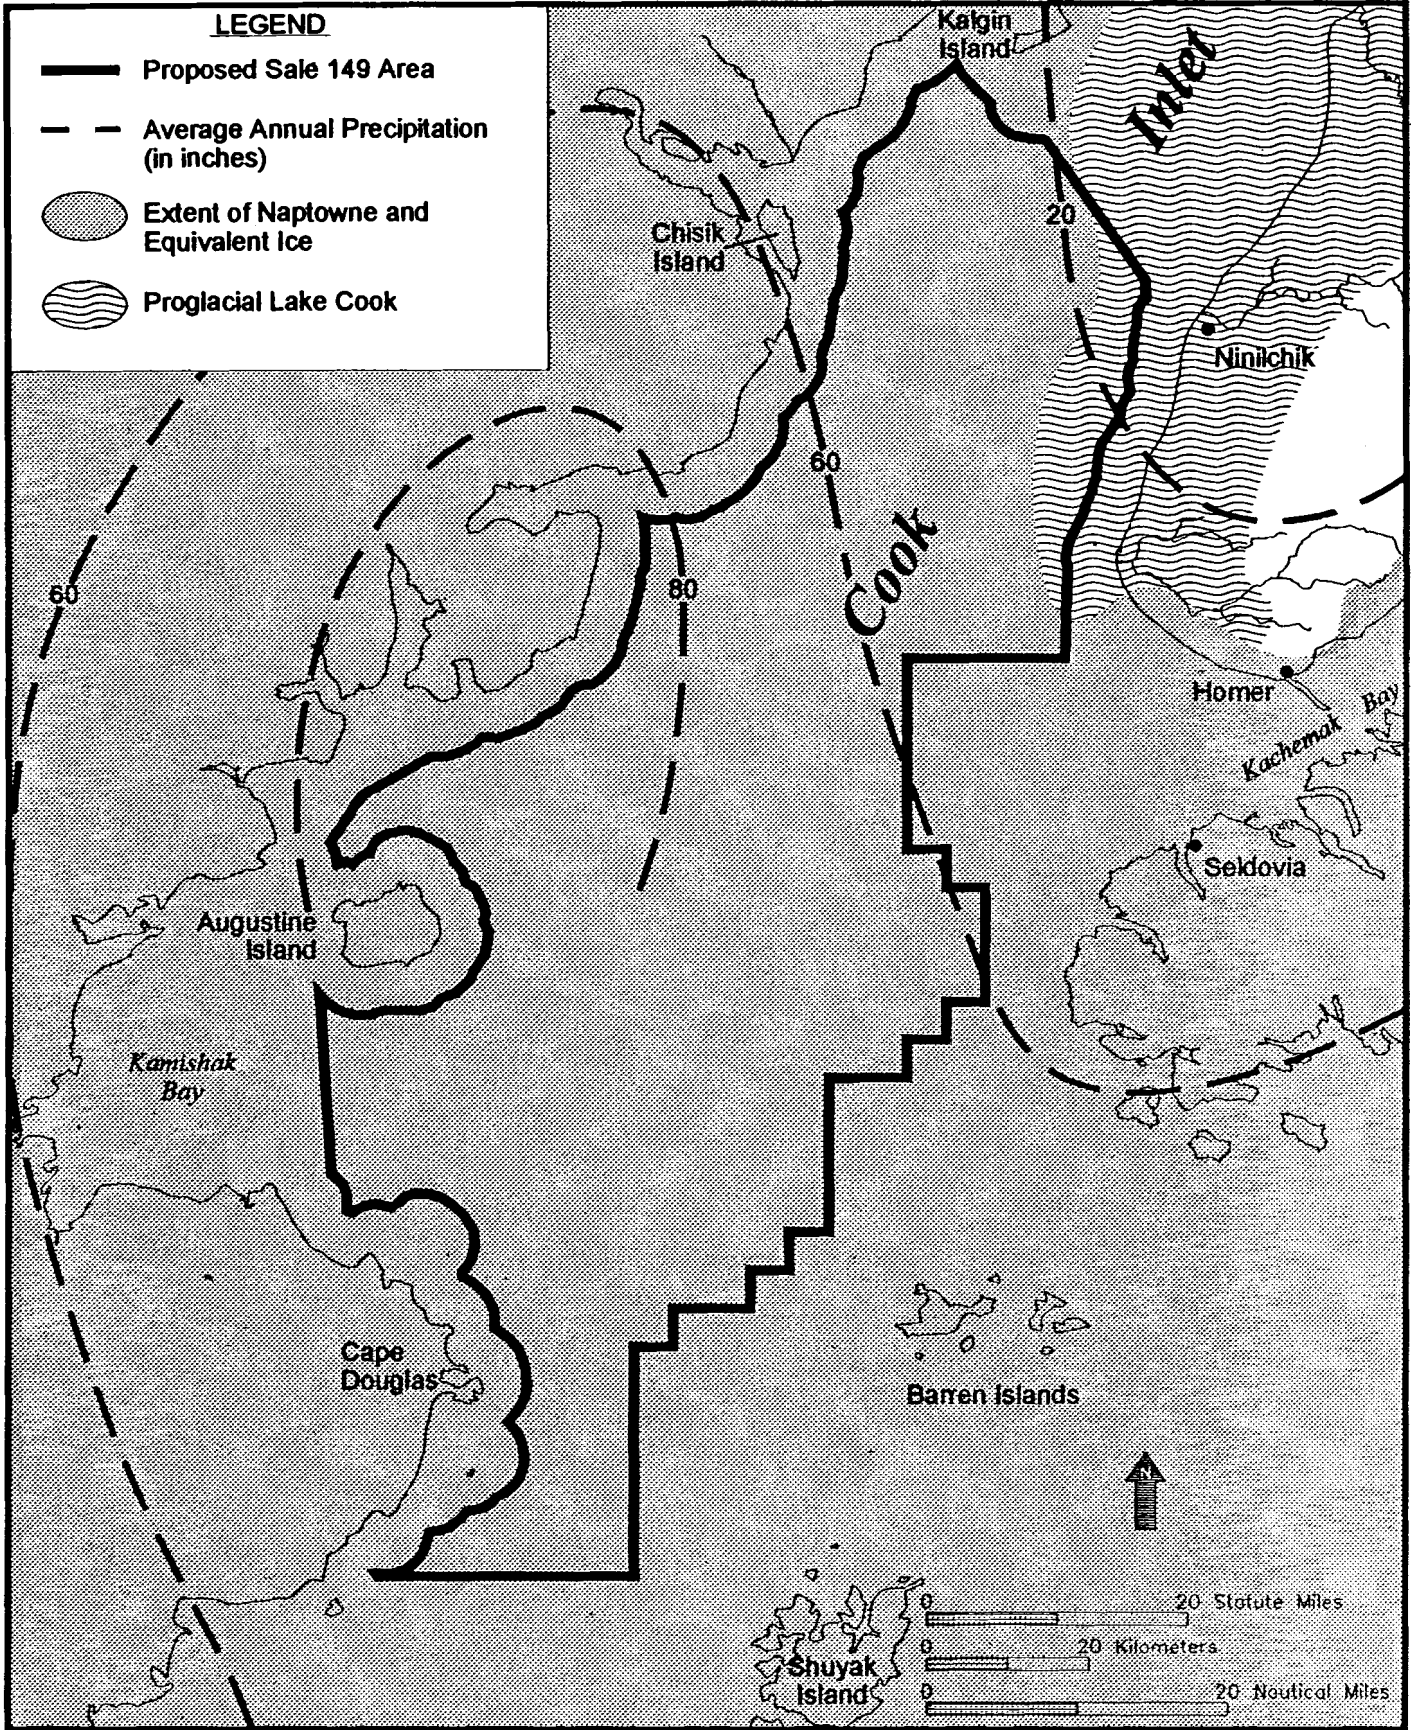 LEGEND
Proposed Sale 149 Area
Average Annual Precipitation
(in inches)
Extent of Naptowne and
Equivalent Ice
Proglacial Lake Cook
Kalgin
Island
Inlet
20
Chisik
Island
Ninilchik
60
Cook
60
80
Homer
Kachemak Bay
Seldovia
Augustine
Island
Kamishak
Bay
Cape
Douglas
Barren Islands
N
Shuyak
Island
0 20 Statute Miles
0 20 Kilometers
0 20 Nautical Miles